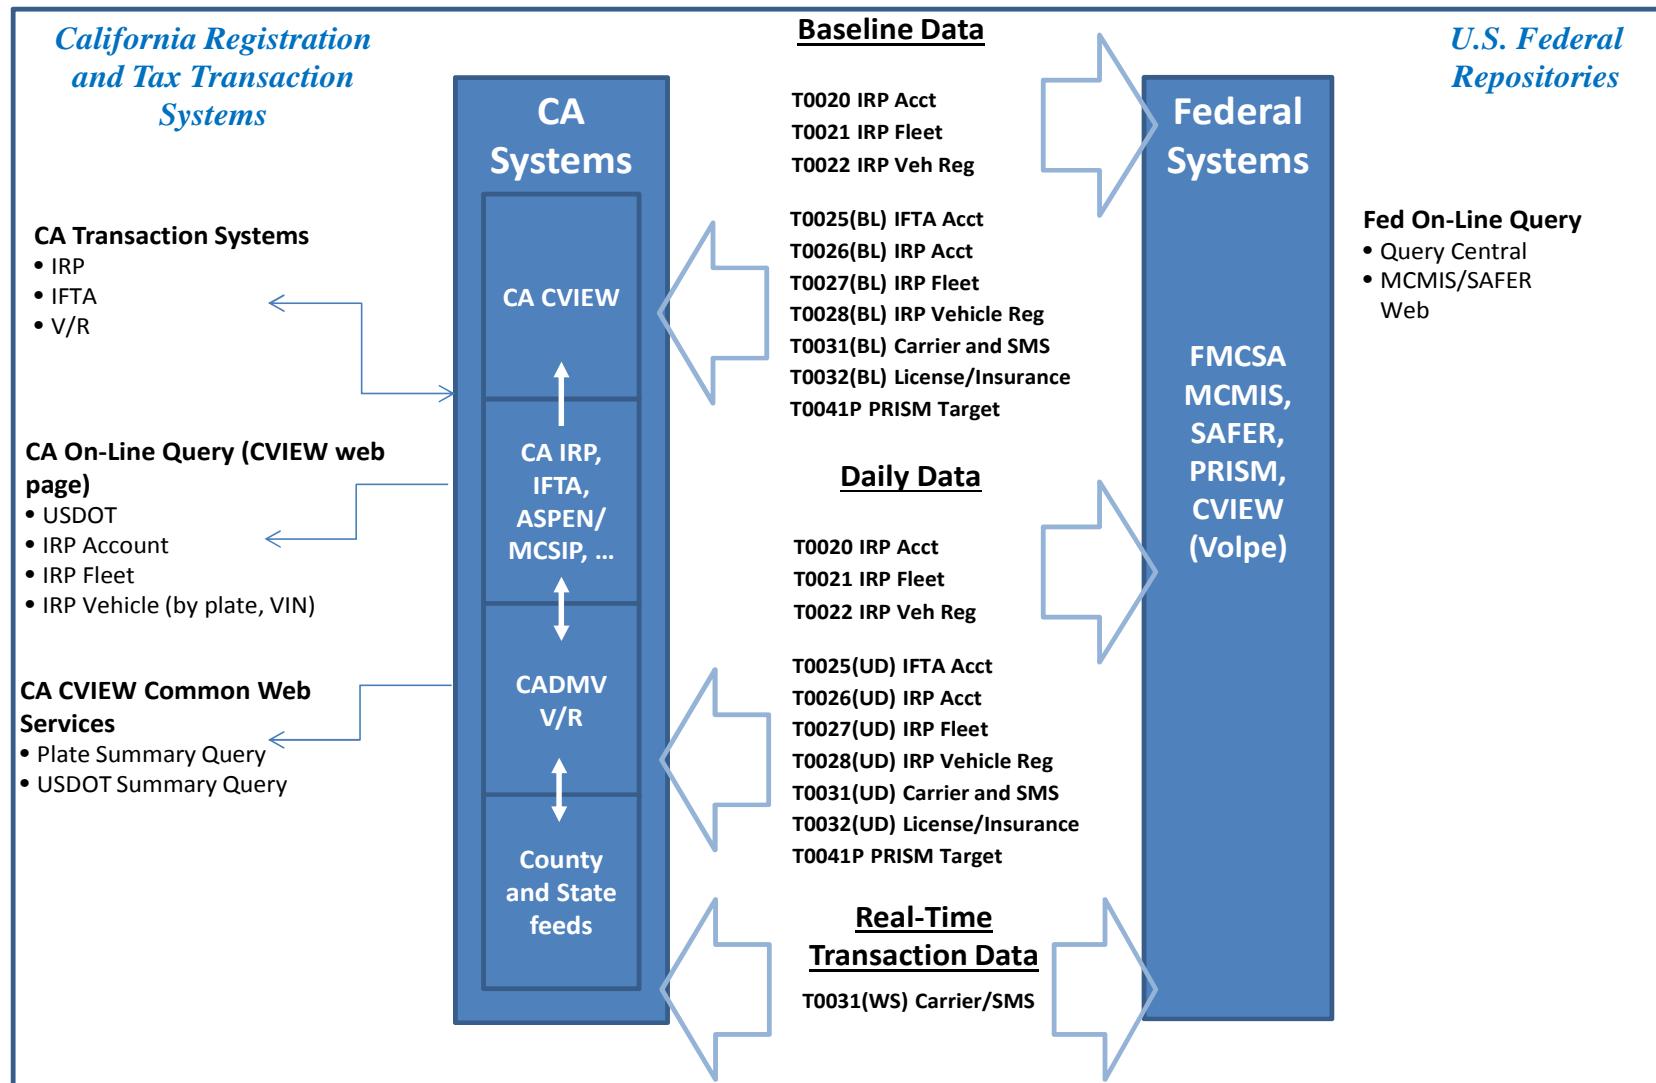 California Registration
and Tax Transaction
Systems
CA Transaction Systems
• IRP
• IFTA
• V/R
CA On-Line Query (CVIEW web
page)
• USDOT
• IRP Account
• IRP Fleet
• IRP Vehicle (by plate, VIN)
CA CVIEW Common Web
Services
• Plate Summary Query
• USDOT Summary Query
CA
Systems
CA CVIEW
CA IRP,
IFTA,
ASPEN/
MCSIP, ...
CADMV
V/R
County
and State
feeds
Baseline Data
T0020 IRP Acct
T0021 IRP Fleet
T0022 IRP Veh Reg
T0025(BL) IFTA Acct
T0026(BL) IRP Acct
T0027(BL) IRP Fleet
T0028(BL) IRP Vehicle Reg
T0031(BL) Carrier and SMS
T0032(BL) License/Insurance
T0041P PRISM Target
Daily Data
T0020 IRP Acct
T0021 IRP Fleet
T0022 IRP Veh Reg
T0025(UD) IFTA Acct
T0026(UD) IRP Acct
T0027(UD) IRP Fleet
T0028(UD) IRP Vehicle Reg
T0031(UD) Carrier and SMS
T0032(UD) License/Insurance
T0041P PRISM Target
Real-Time
Transaction Data
T0031(WS) Carrier/SMS
Federal
Systems
FMCSA
MCMIS,
SAFER,
PRISM,
CVIEW
(Volpe)
U.S. Federal
Repositories
Fed On-Line Query
• Query Central
• MCMIS/SAFER
Web